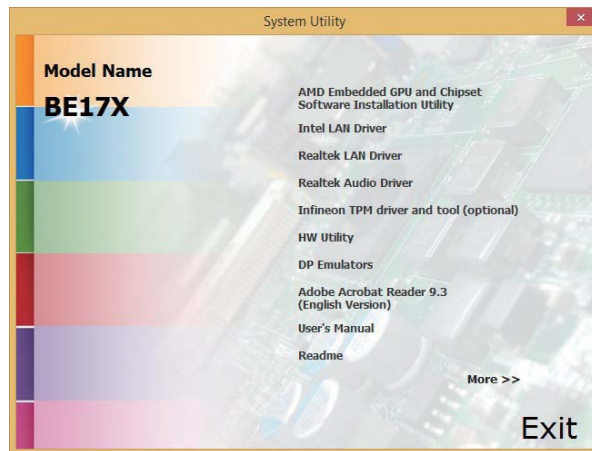 System Utility
Model Name
BE17X
AMD Embedded GPU and Chipset
Software Installation Utility
Intel LAN Driver
Realtek LAN Driver
Realtek Audio Driver
Infineon TPM driver and tool (optional)
HW Utility
DP Emulators
Adobe Acrobat Reader 9.3
(English Version)
User's Manual
Readme
More >>
Exit